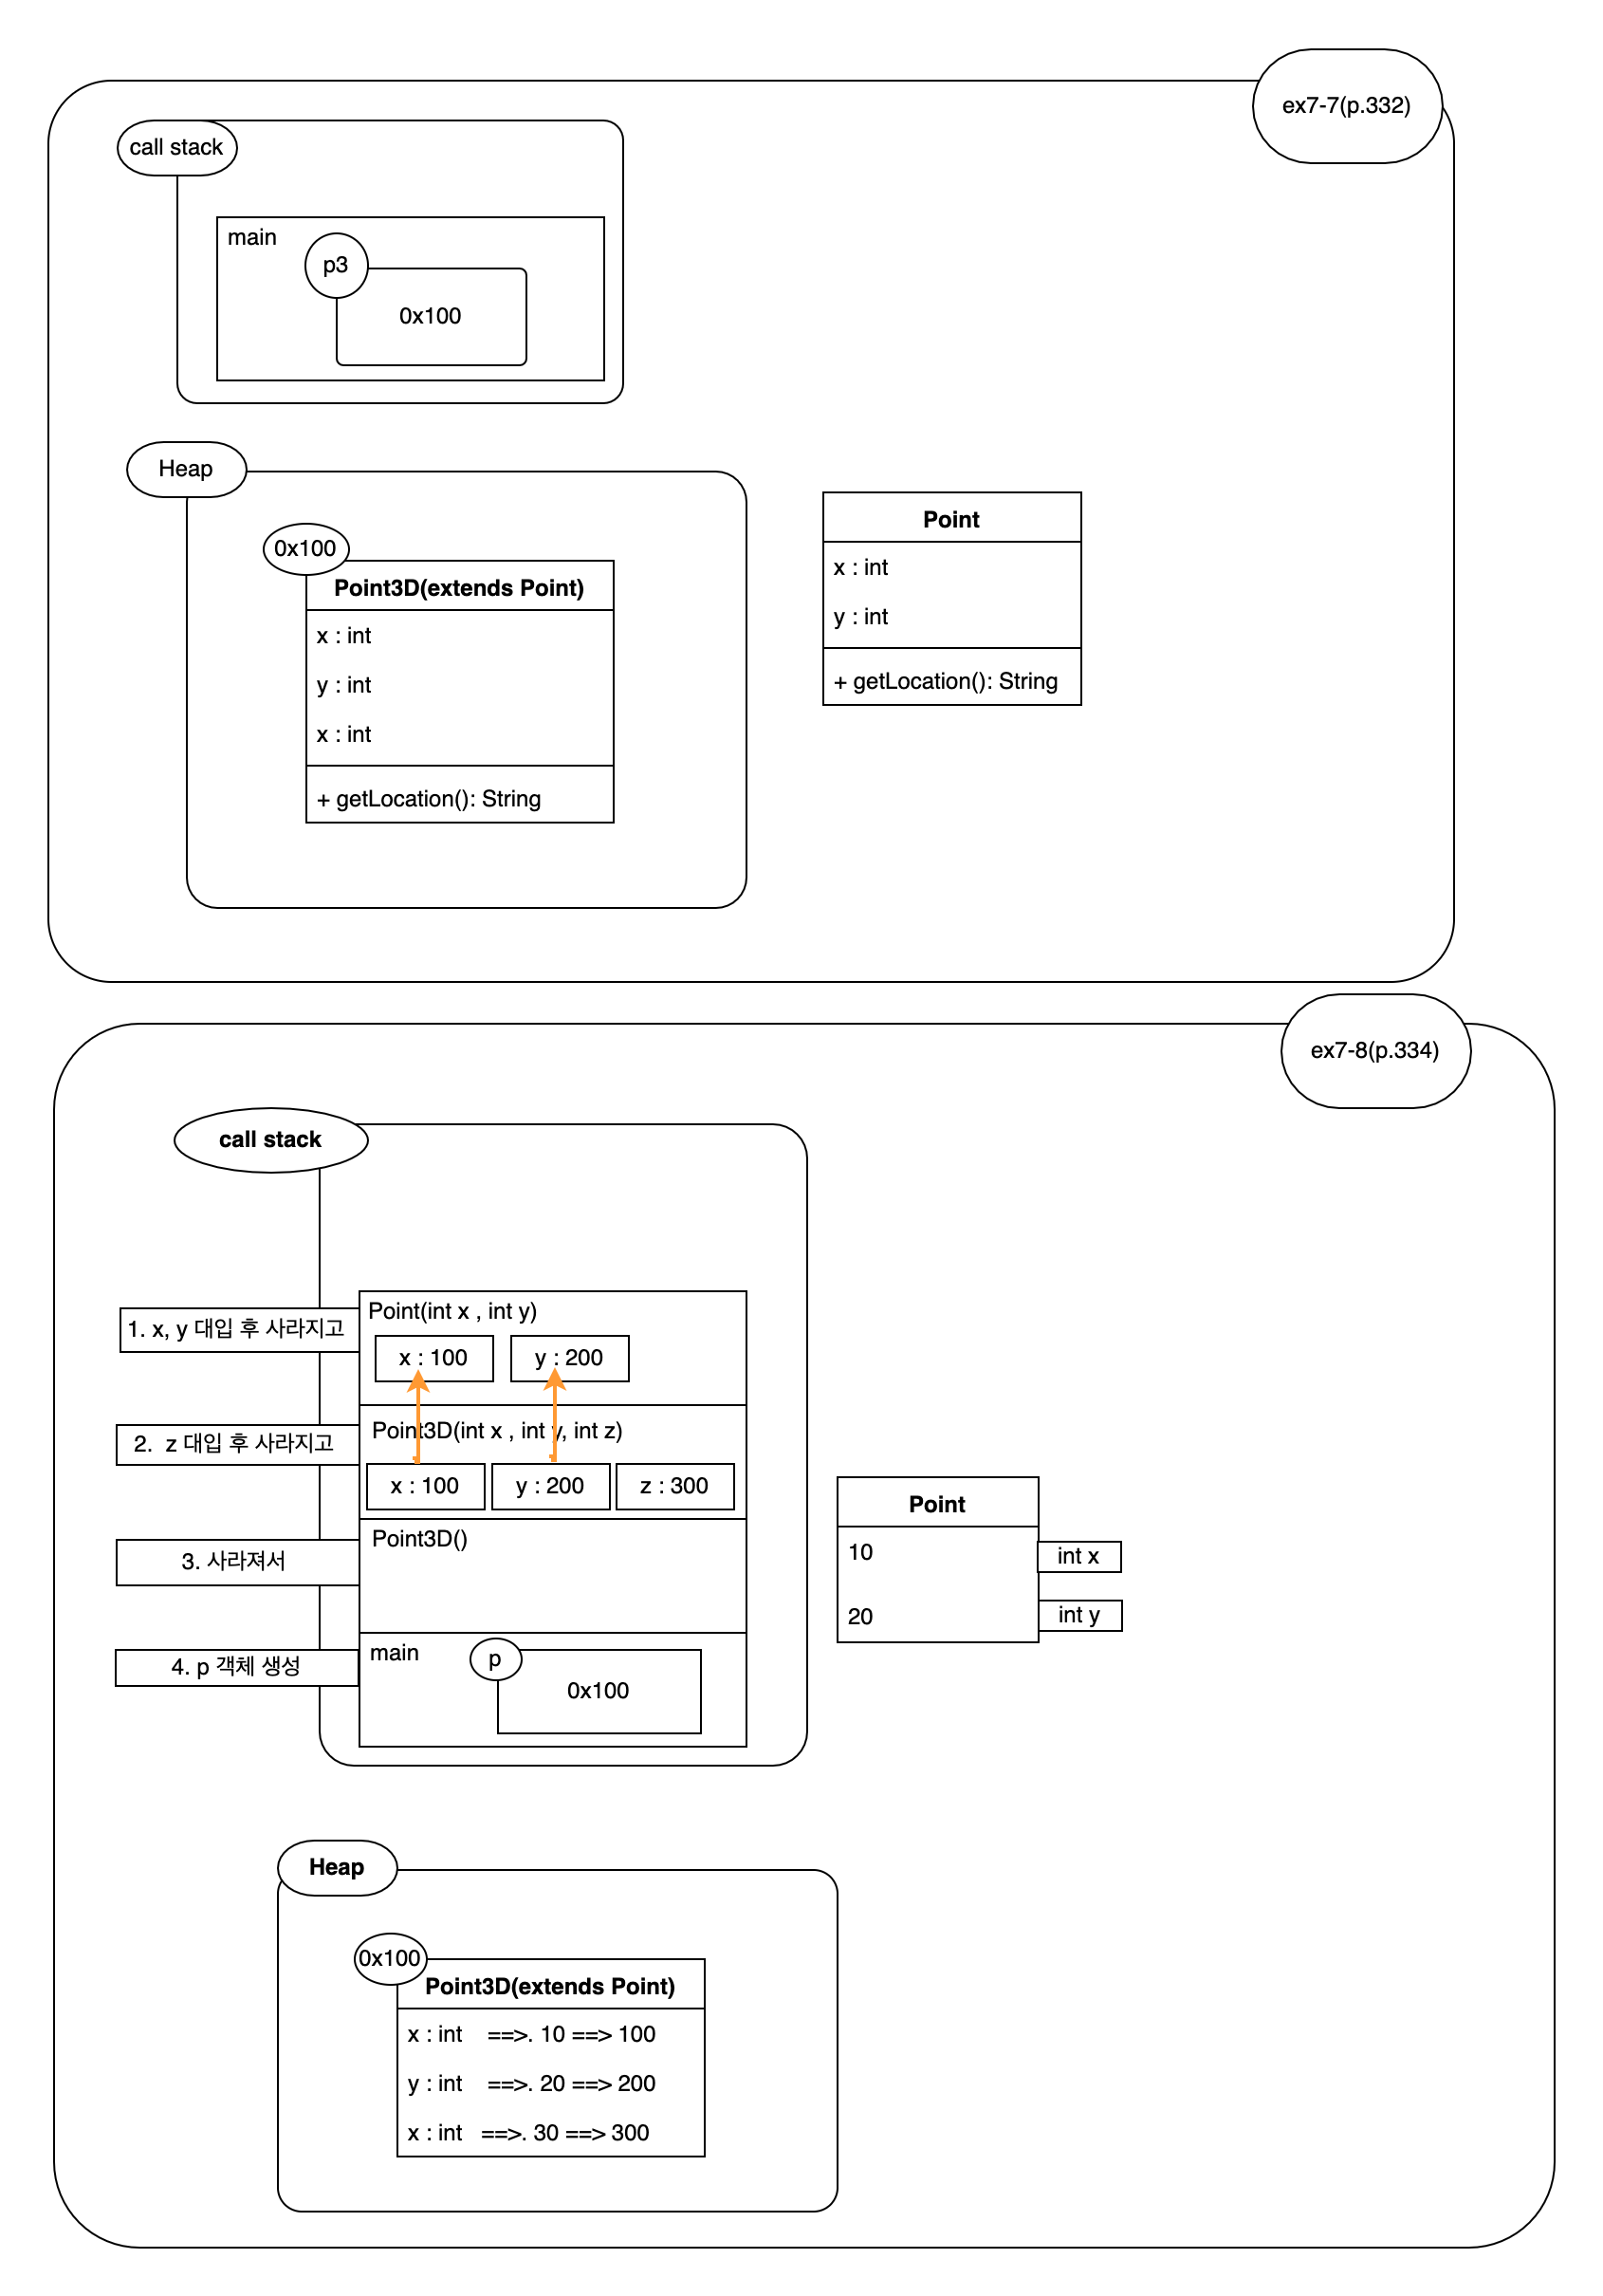 ex7-7(p.332)
call stack
main
p3
0x100
Heap
0x100
Point3D(extends Point)
x : int
y : int
x : int
+ getLocation(): String
Point
x : int
y : int
+ getLocation(): String
ex7-8(p.334)
call stack
1. x, y 대입 후 사라지고
Point(int x , int y)
x : 100
y : 200
2.  z 대입 후 사라지고
Point3D(int x , int y, int z)
x : 100
y : 200
z : 300
3. 사라져서
Point3D()
4. p 객체 생성
main
p
0x100
Point
10
int x
20
int y
Heap
0x100
Point3D(extends Point)
x : int    ==>. 10 ==> 100
y : int    ==>. 20 ==> 200
x : int   ==>. 30 ==> 300